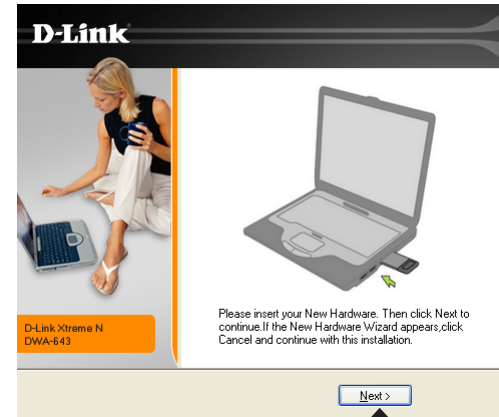 D-Link
Please insert your New Hardware. Then click Next to
continue.If the New Hardware Wizard appears,click
Cancel and continue with this installation.
D-Link Xtreme N
DWA-643
Next >